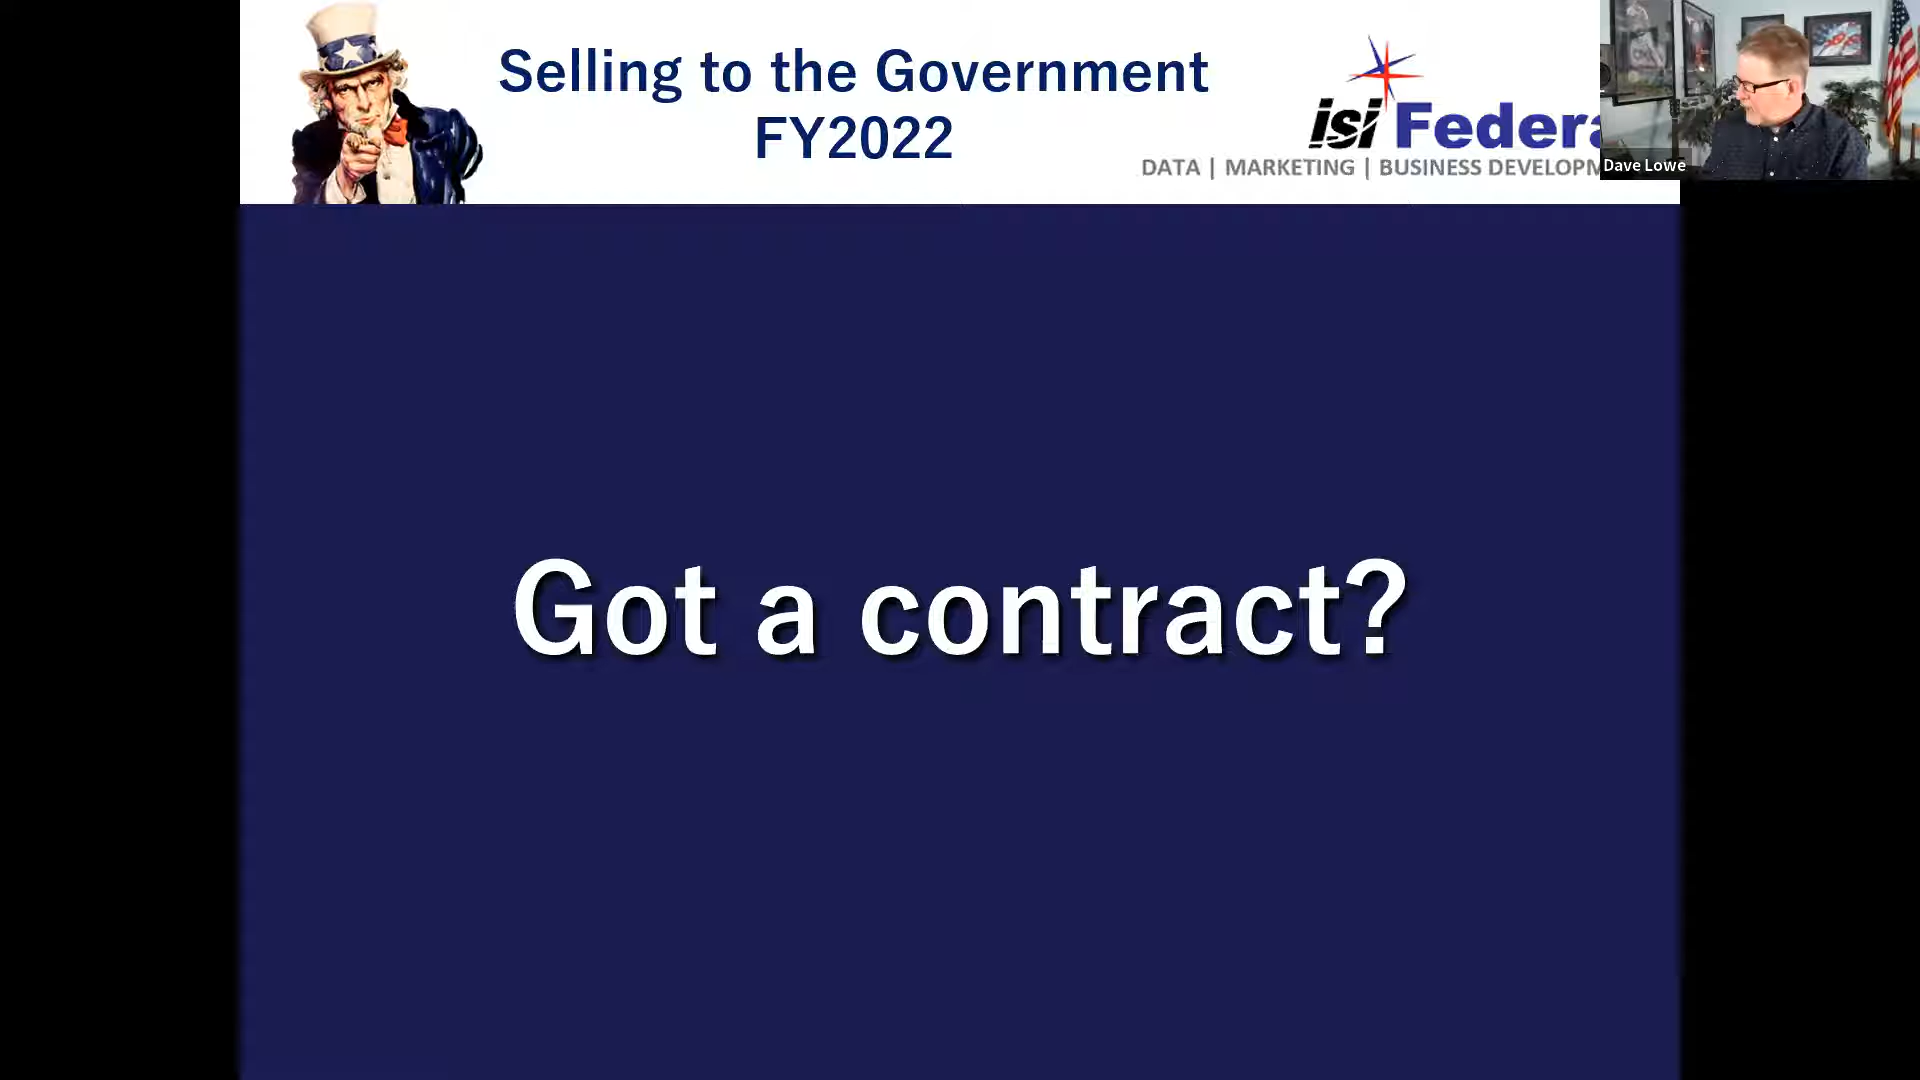 Selling to the Government
FY2022
isi Federa
DATA | MARKETING | BUSINESS DEVELOPM
Dave Lowe
Got a contract?